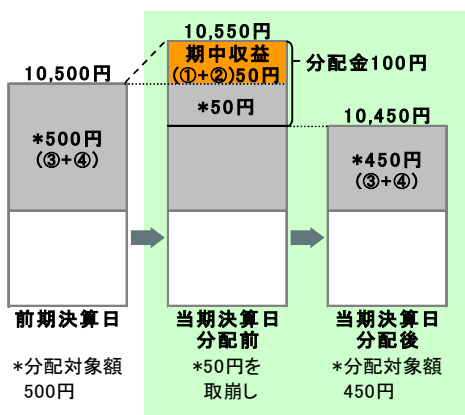 10,550円
期中収益
(①+②)50円
分配金100円
10,500円
*50円
10,450円
*500円
(③+④)
*450円
(③+④)
前期決算日
当期決算日
分配前
当期決算日
分配後
*分配対象額
500円
*50円を
取崩し
*分配対象額
450円